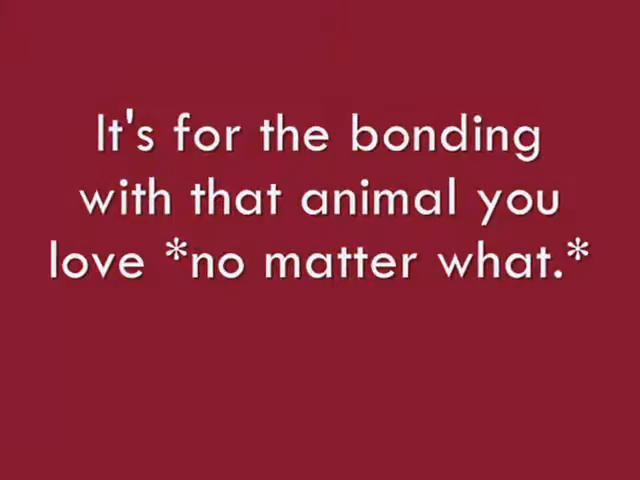 It's for the bonding
with that animal you
love *no matter what.*